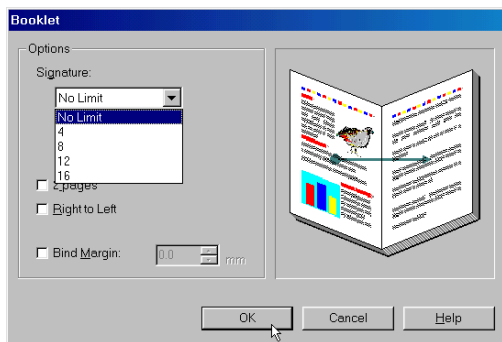 Booklet
Options
Signature:
No Limit
No Limit
4
8
12
16
2 pages
Right to Left
Bind Margin:
0.0
mm
OK
Cancel
Help